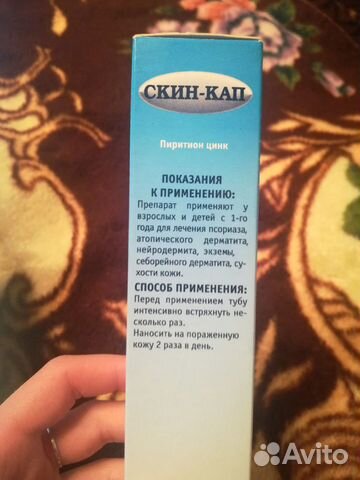 СКИН-КАП
Пиритион цинк
ПОКАЗАНИЯ
К ПРИМЕНЕНИЮ:
Препарат применяют у
взрослых и детей с 1-го
года для лечения псориаза,
атопического дерматита,
нейродермита, экземы,
себорейного дерматита, су-
хости кожи.
СПОСОБ ПРИМЕНЕНИЯ:
Перед применением тубу
интенсивно встряхнуть не-
сколько раз.
Наносить на пораженную
кожу 2 раза в день.
Avito